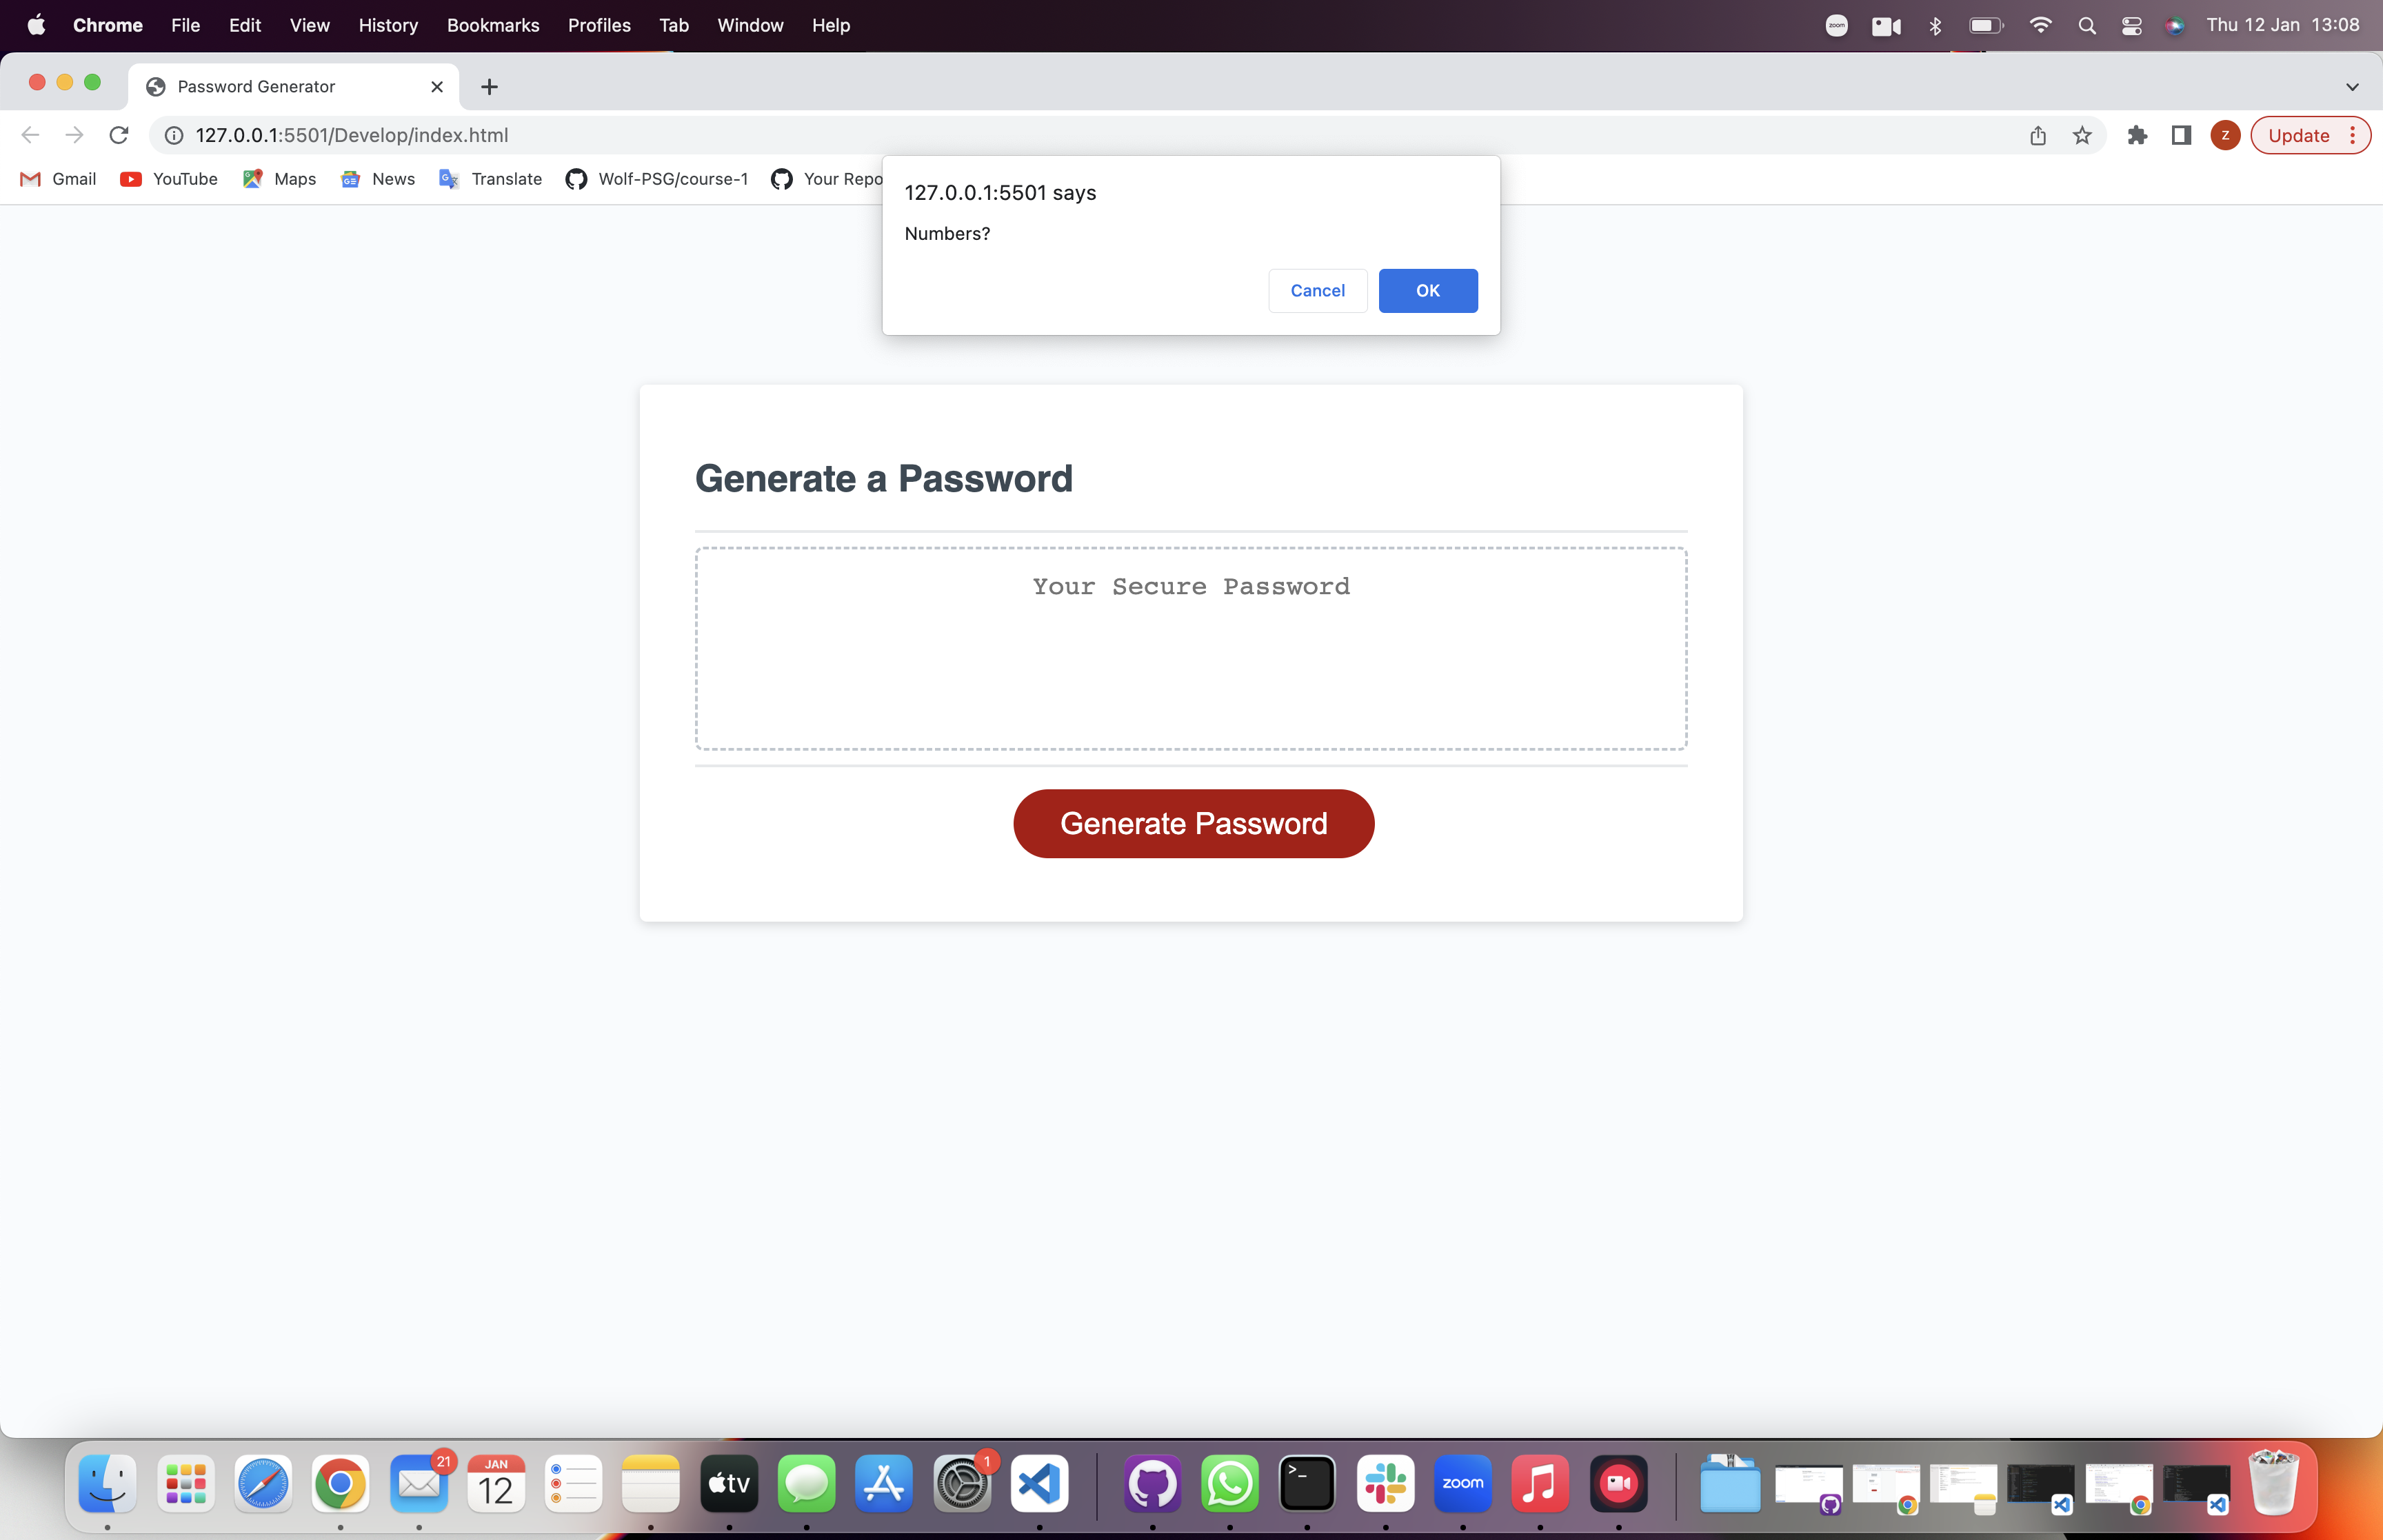 Chrome File Edit View History Bookmarks Profiles Tab Window Help
zoom Thu 12 Jan 13:08
Password Generator
127.0.0.1:5501/Develop/index.html
Z Update
Gmail YouTube Maps News Translate Wolf-PSG/course-1 Your Repo
127.0.0.1:5501 says
Numbers?
Cancel OK
Generate a Password
Your Secure Password
Generate Password
21 JAN 12 tv 1 >_ zoom